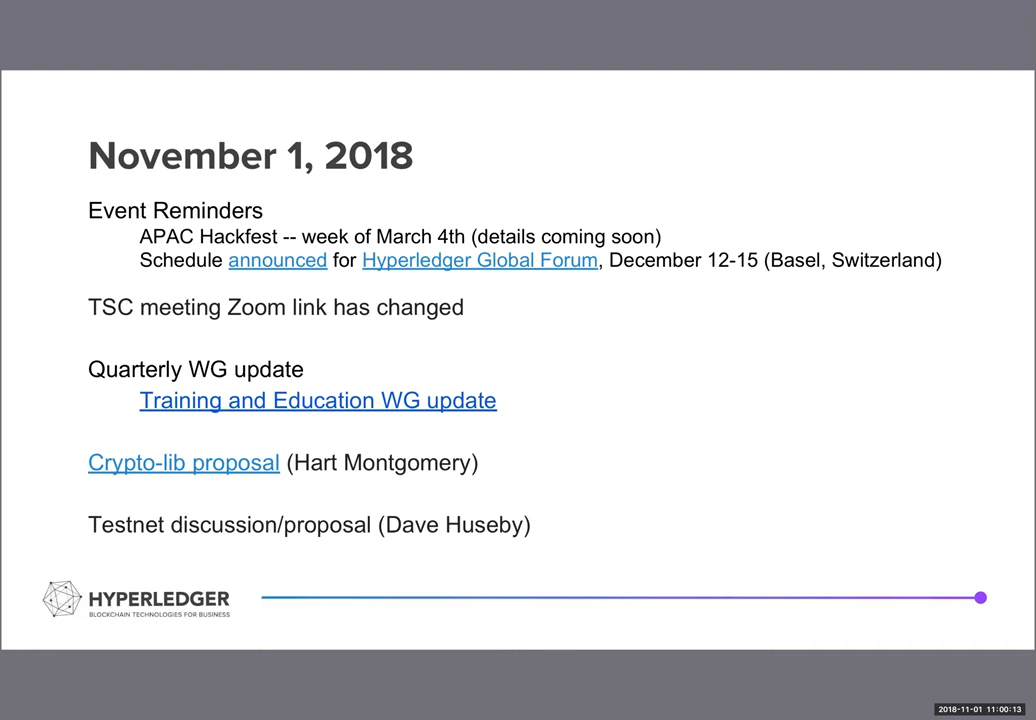 November 1, 2018
Event Reminders
APAC Hackfest -- week of March 4th (details coming soon)
Schedule announced for Hyperledger Global Forum, December 12-15 (Basel, Switzerland)
TSC meeting Zoom link has changed
Quarterly WG update
Training and Education WG update
Crypto-lib proposal (Hart Montgomery)
Testnet discussion/proposal (Dave Huseby)
HYPERLEDGER
BLOCKCHAIN TECHNOLOGIES FOR BUSINESS
2018-11-01 11:00:13